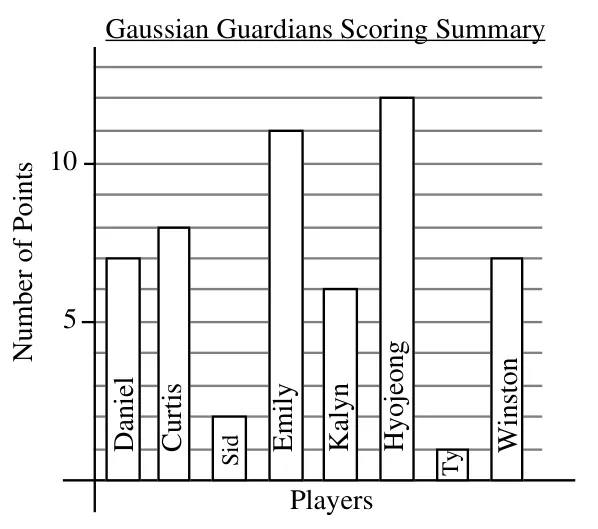 Gaussian Guardians Scoring Summary
Number of Points
10
5
Daniel
Curtis
Sid
Emily
Kalyn
Hyojeong
Ty
Winston
Players